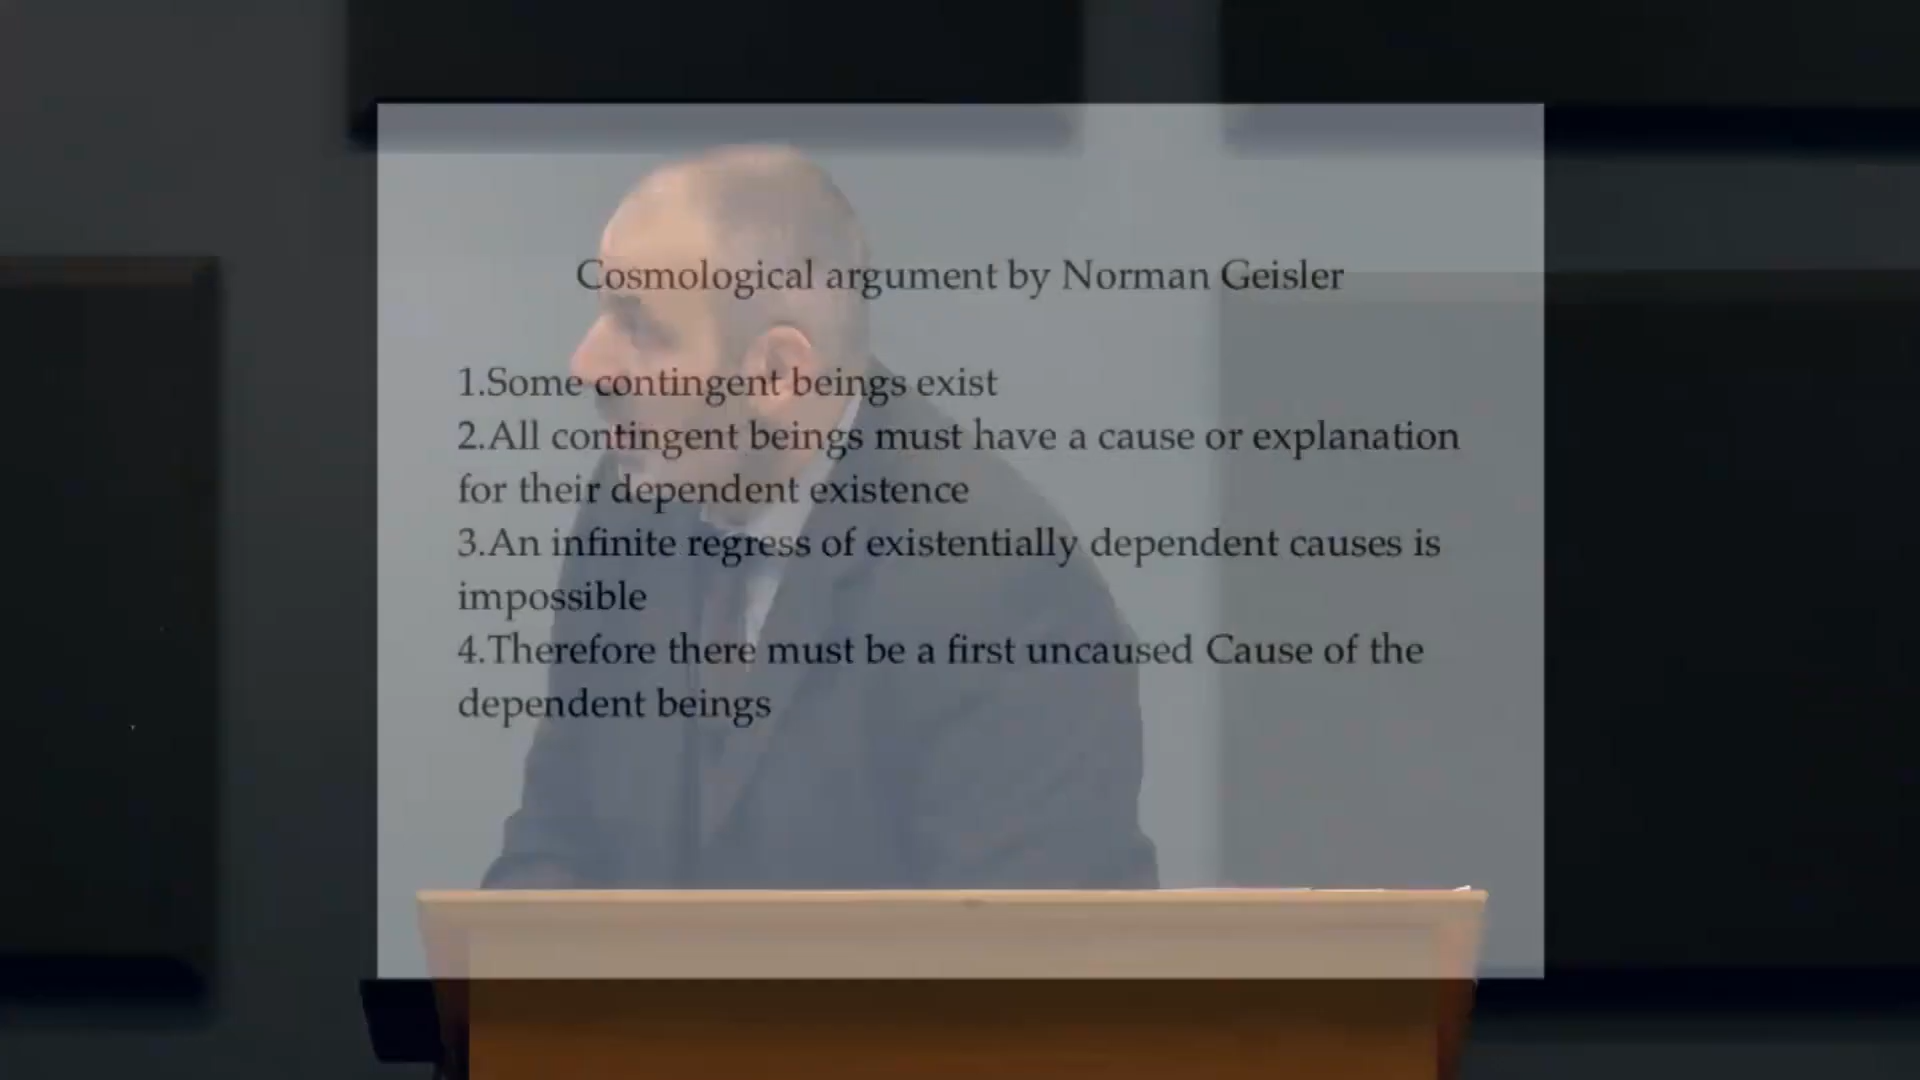 Cosmological argument by Norman Geisler
1.Some contingent beings exist
2.All contingent beings must have a cause or explanation
for their dependent existence
3.An infinite regress of existentially dependent causes is
impossible
4.Therefore there must be a first uncaused Cause of the
dependent beings